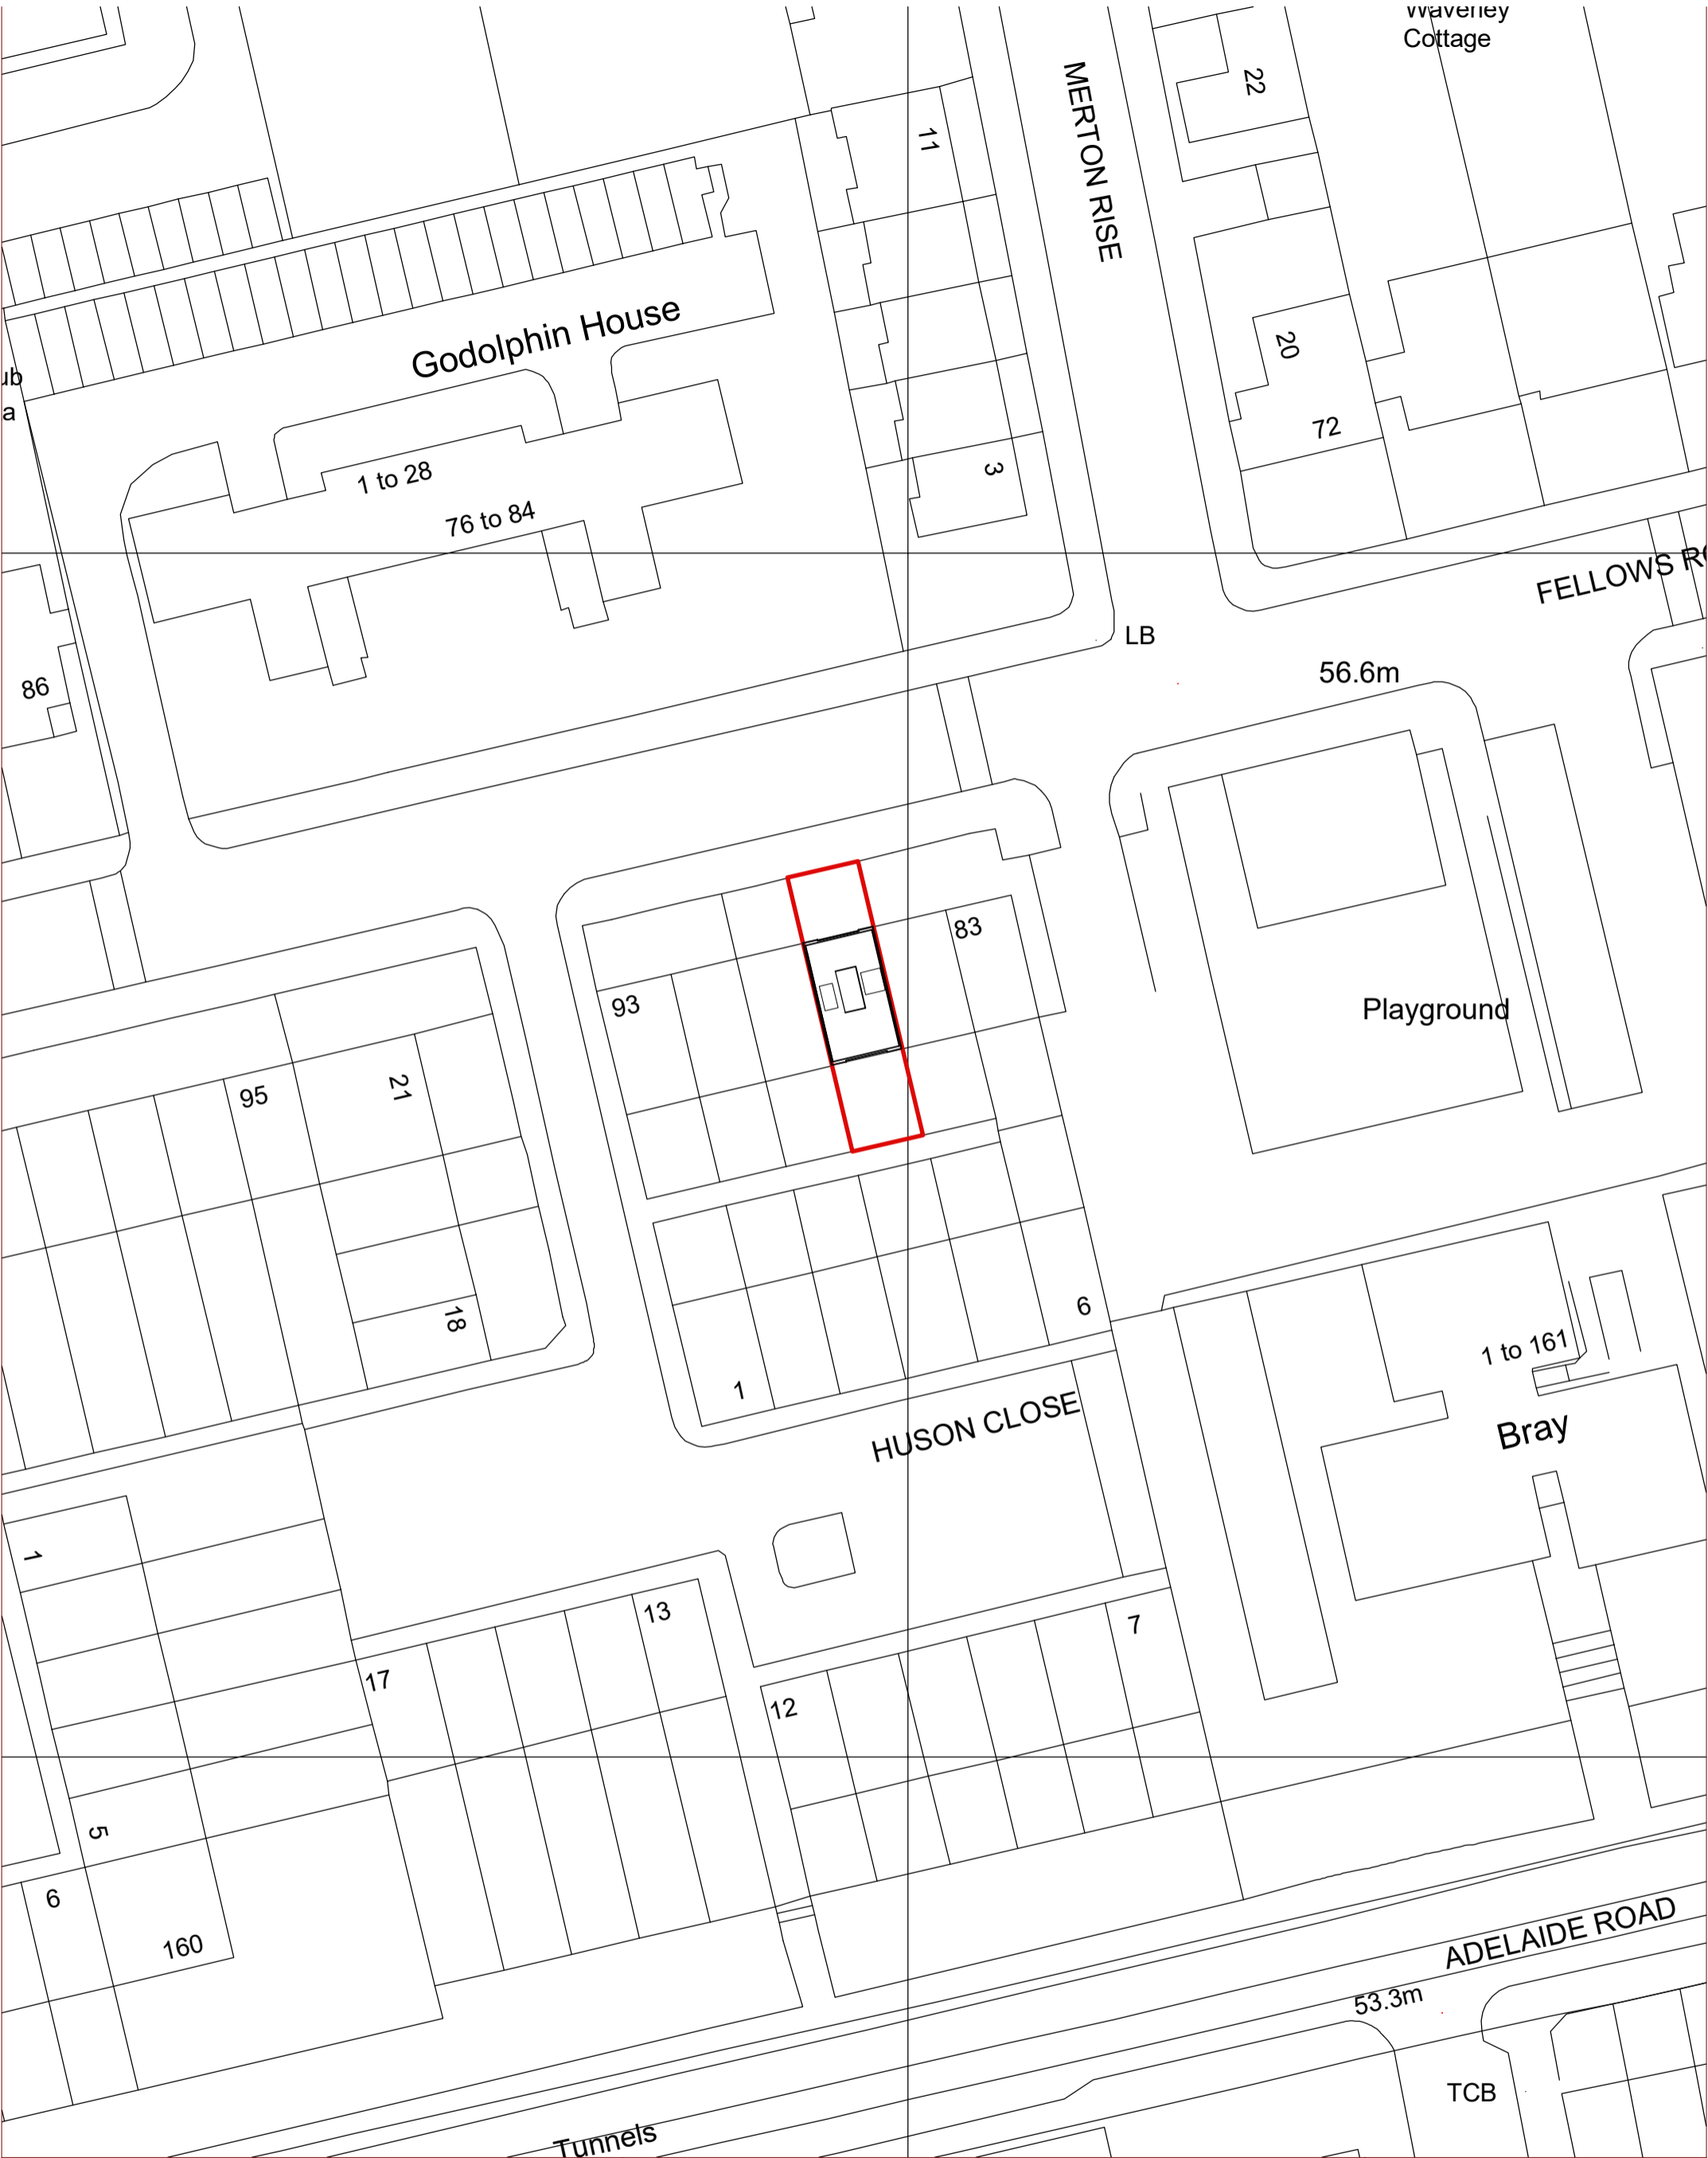 Waverley
Cottage
22
11
MERTON RISE
Godolphin House
20
72
3
1 to 28
76 to 84
FELLOWS
LB
56.6m
86
83
93
Playground
95
21
18
6
1
HUSON CLOSE
1 to 161
Bray
1
13
7
17
12
5
6
160
ADELAIDE ROAD
53.3m
TCB
Tunnels